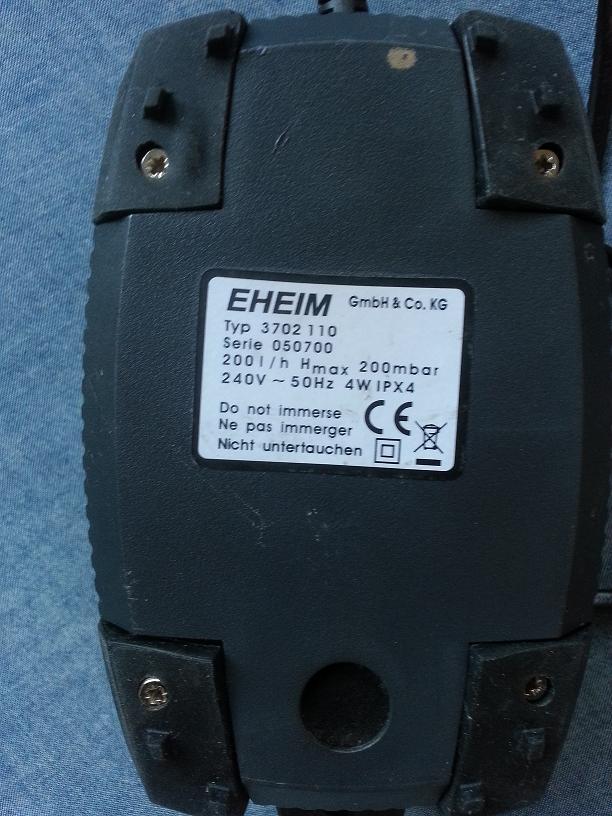 EHEIM GmbH & Co. KG
Typ 3702 110
Serie 050700
200 l/h Hmax 200mbar
240V ~ 50Hz 4W IPX4
Do not immerse
Ne pas immerger
Nicht untertauchen
CE